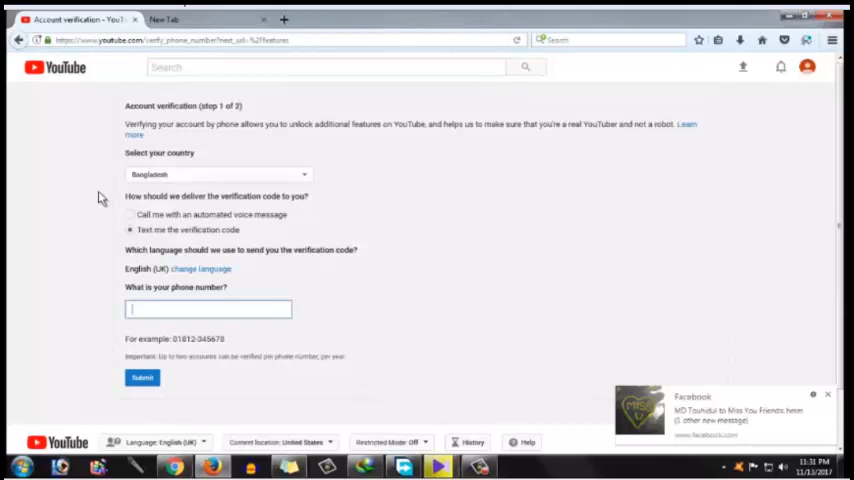 Account verification - YouT
New Tab
https://www.youtube.com/verify_phone_number?next_url=%2ffeatures
Search
YouTube
Search
Account verification (step 1 of 2)
Verifying your account by phone allows you to unlock additional features on YouTube, and helps us to make sure that you're a real YouTuber and not a robot. Learn
more
Select your country
Bangladesh
How should we deliver the verification code to you?
Call me with an automated voice message
Text me the verification code
Which language should we use to send you the verification code?
English (UK) change language
What is your phone number?
For example: 01812-345678
Important: Up to two accounts can be verified per phone number, per year
Submit
MISS
U
Facebook
MD Touhidul to Miss You Friends: hmm
(1 other new message)
www.facebook.com
YouTube
Language: English (UK)
Content location: United States
Restricted Mode: Off
History
Help
11:31 PM
11/13/2017